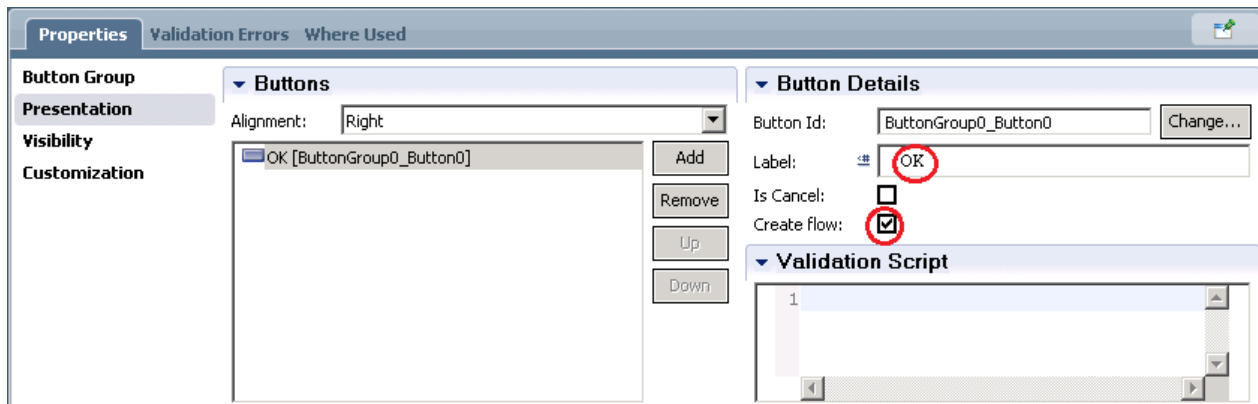 Properties Validation Errors Where Used
Button Group
Presentation
Visibility
Customization
Buttons
Alignment: Right
OK [ButtonGroup0_Button0]
Add
Remove
Up
Down
Button Details
Button Id: ButtonGroup0_Button0 Change...
Label: OK
Is Cancel:
Create flow:
Validation Script
1